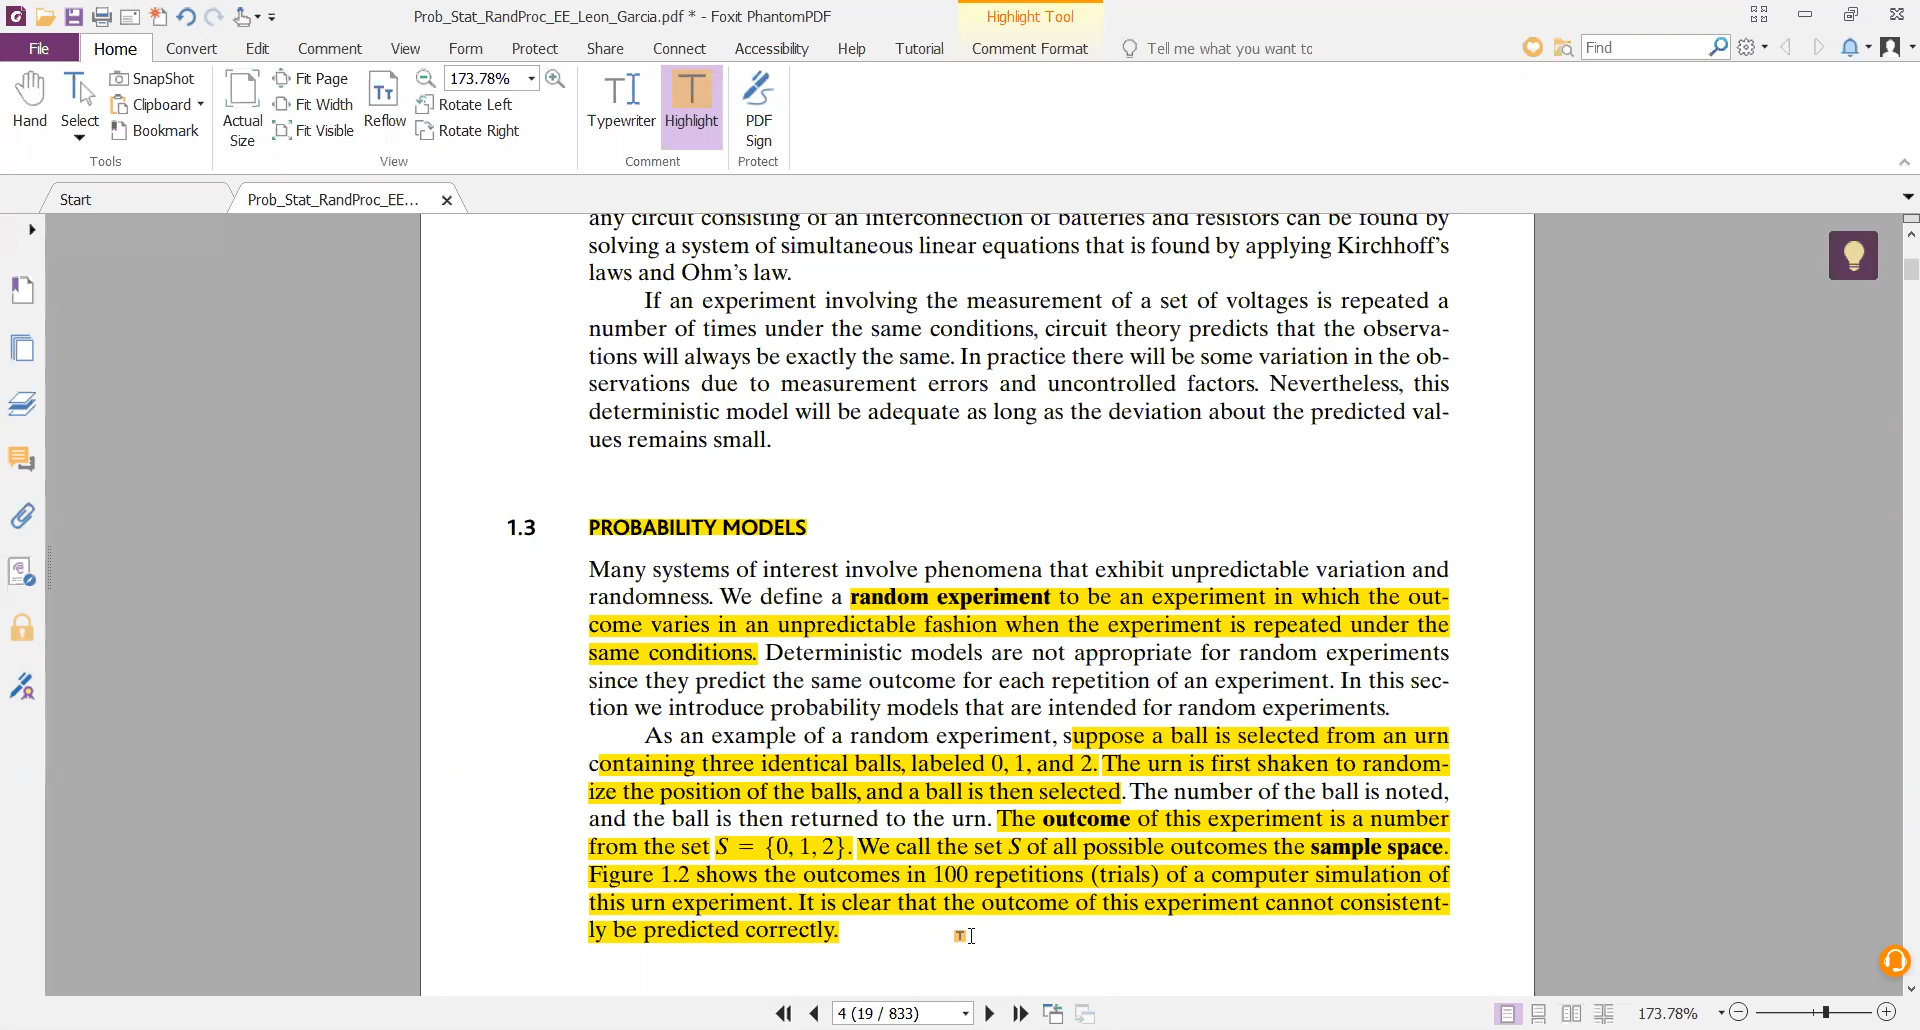 Prob_Stat_RandProc_EE_Leon_Garcia.pdf * - Foxit PhantomPDF
Highlight Tool
File Home Convert Edit Comment View Form Protect Share Connect Accessibility Help Tutorial Comment Format Tell me what you want to Find
Hand
Select
SnapShot
Clipboard
Bookmark
Tools
Actual Size
Fit Page
Fit Width
Fit Visible
Reflow
173.78%
Rotate Left
Rotate Right
View
Typewriter
Highlight
Comment
PDF Sign
Protect
Start
Prob_Stat_RandProc_EE...
any circuit consisting of an interconnection of batteries and resistors can be found by
solving a system of simultaneous linear equations that is found by applying Kirchhoff's
laws and Ohm's law.
If an experiment involving the measurement of a set of voltages is repeated a
number of times under the same conditions, circuit theory predicts that the observa-
tions will always be exactly the same. In practice there will be some variation in the ob-
servations due to measurement errors and uncontrolled factors. Nevertheless, this
deterministic model will be adequate as long as the deviation about the predicted val-
ues remains small.
1.3 PROBABILITY MODELS
Many systems of interest involve phenomena that exhibit unpredictable variation and
randomness. We define a random experiment to be an experiment in which the out-
come varies in an unpredictable fashion when the experiment is repeated under the
same conditions. Deterministic models are not appropriate for random experiments
since they predict the same outcome for each repetition of an experiment. In this sec-
tion we introduce probability models that are intended for random experiments.
As an example of a random experiment, suppose a ball is selected from an urn
containing three identical balls, labeled 0, 1, and 2. The urn is first shaken to random-
ize the position of the balls, and a ball is then selected. The number of the ball is noted,
and the ball is then returned to the urn. The outcome of this experiment is a number
from the set S = {0, 1, 2}. We call the set S of all possible outcomes the sample space.
Figure 1.2 shows the outcomes in 100 repetitions (trials) of a computer simulation of
this urn experiment. It is clear that the outcome of this experiment cannot consistent-
ly be predicted correctly.
4 (19 / 833)
173.78%